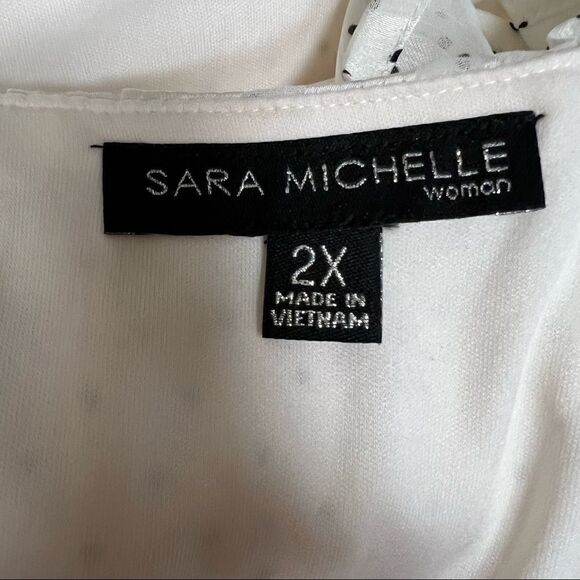 SARA MICHELLE
woman
2X
MADE IN
VIETNAM